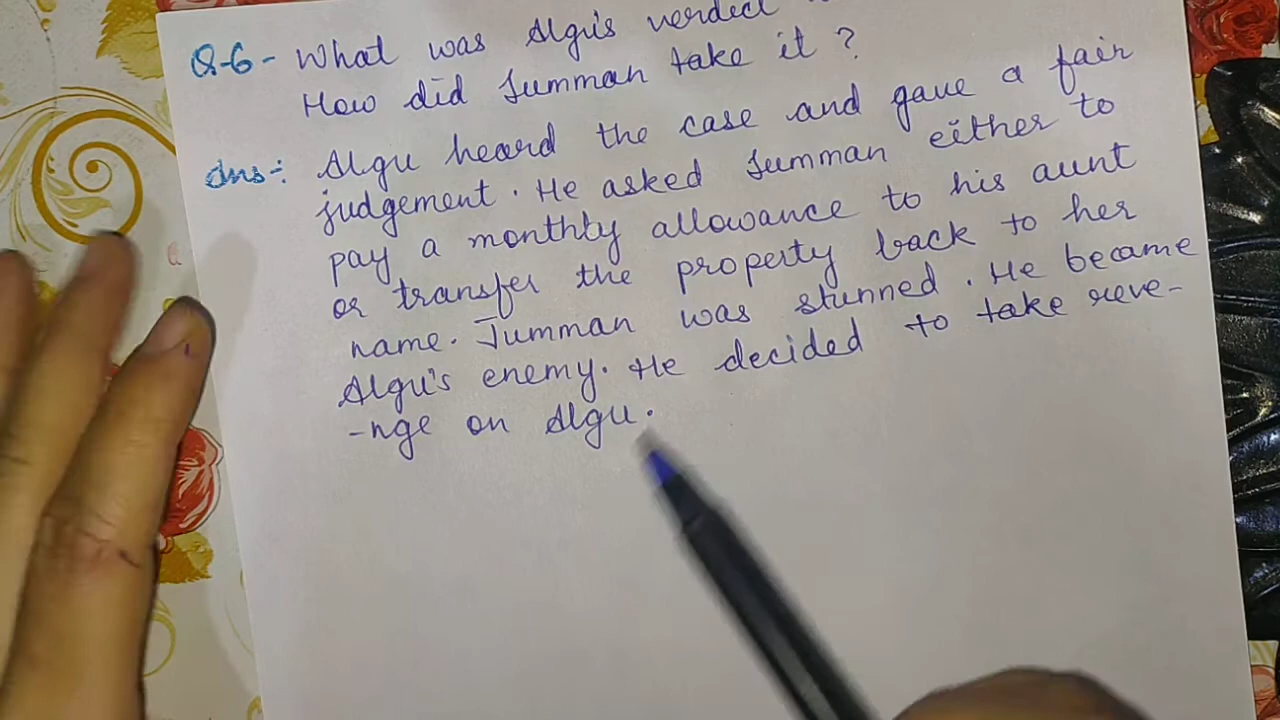 Q-6- What was Algu's verdict
How did Jumman take it ?
Ans:- Algu heard the case and gave a fair
judgement. He asked Jumman either to
pay a monthly allowance to his aunt
or transfer the property back to her
name. Jumman was stunned. He became
Algu's enemy. He decided to take reve-
-nge on Algu.